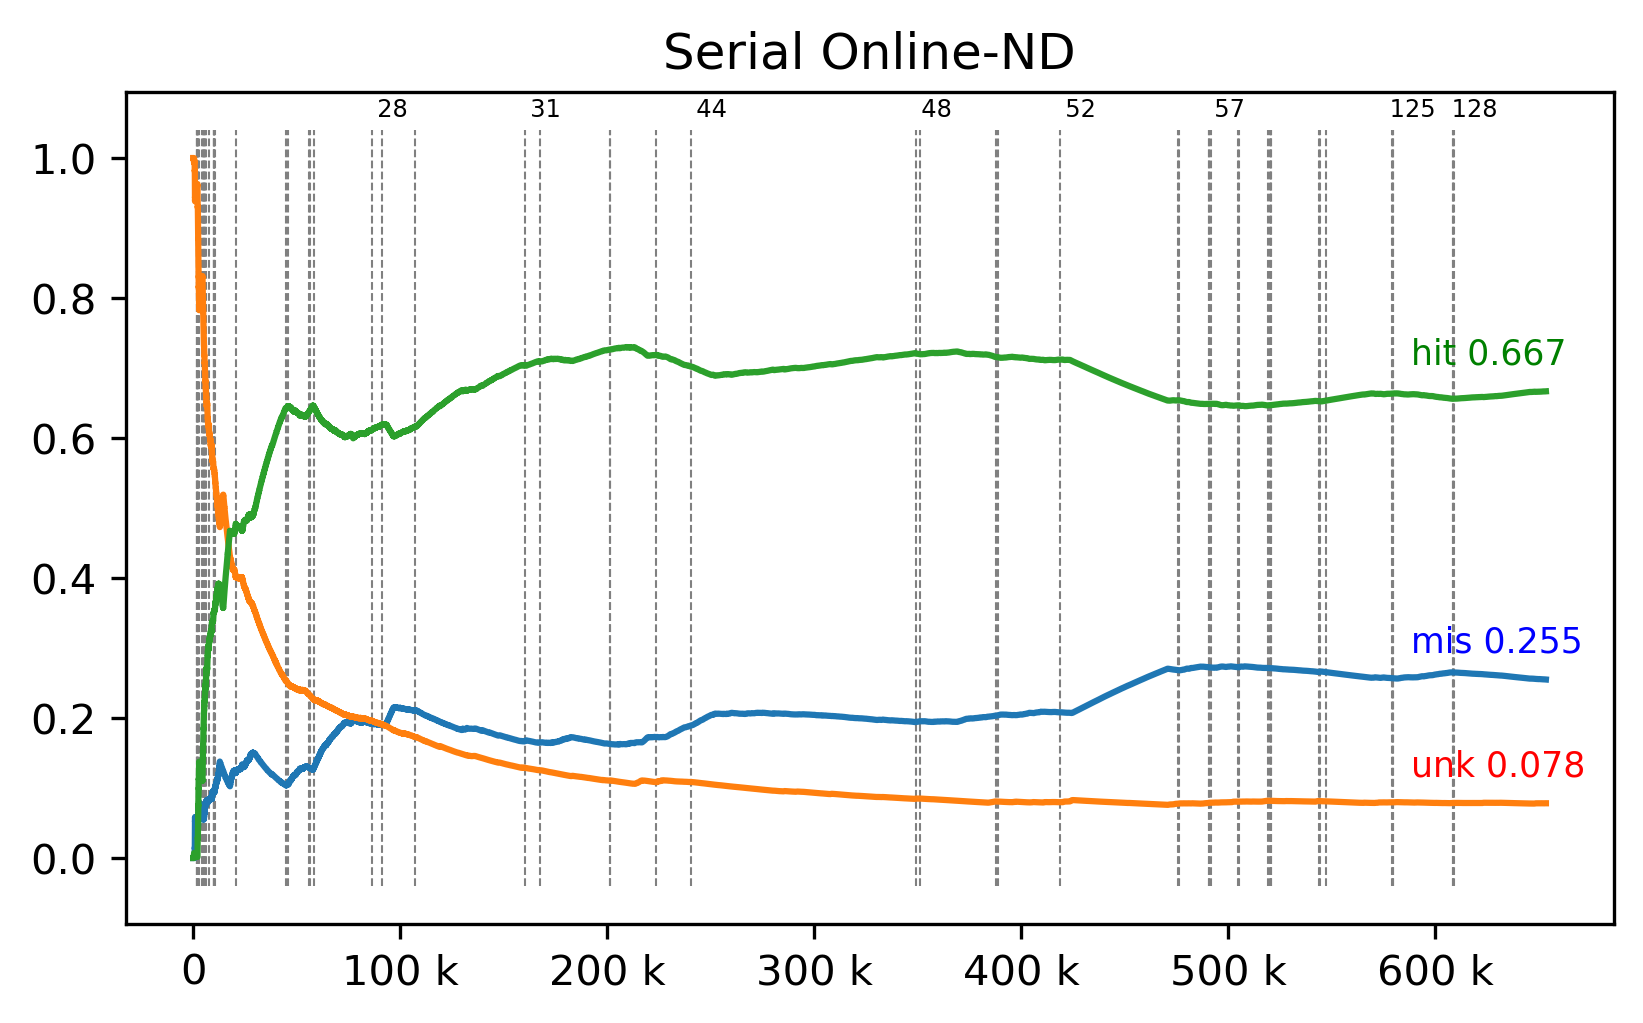 Serial Online-ND
28 31 44 48 52 57 125 128
1.0
0.8
0.6
0.4
0.2
0.0
hit 0.667
mis 0.255
unk 0.078
0 100 k 200 k 300 k 400 k 500 k 600 k